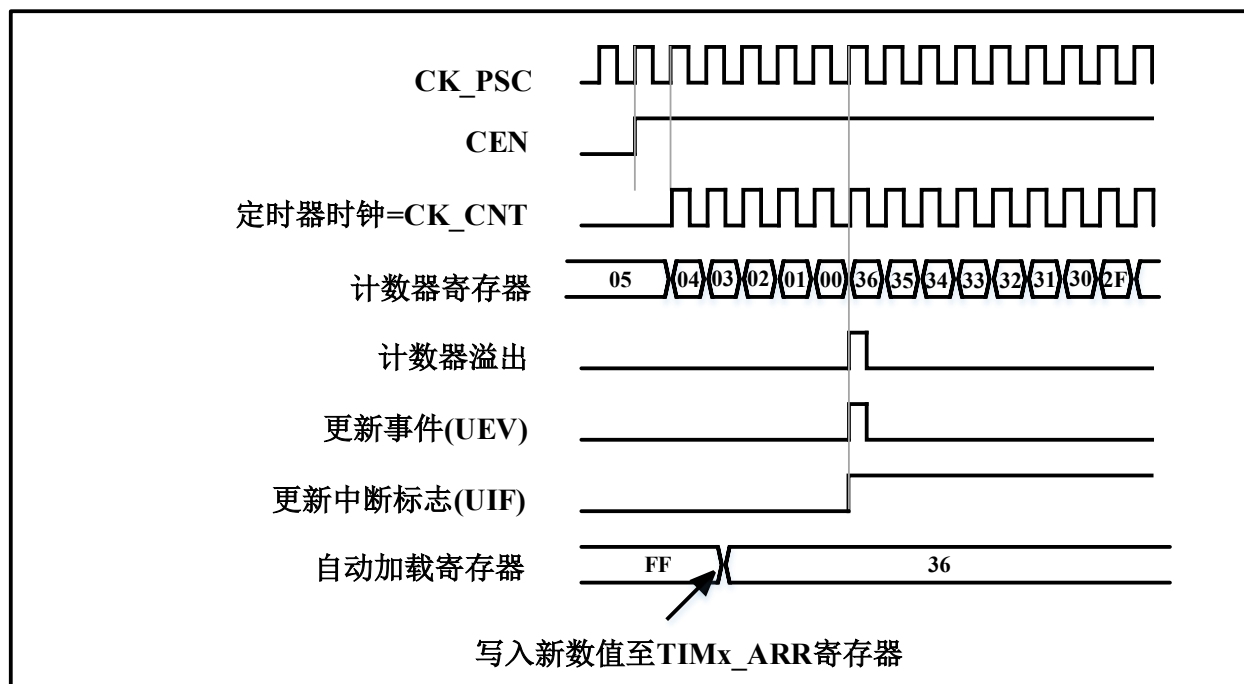 CK_PSC
CEN
定时器时钟=CK_CNT
计数器寄存器 05 04 03 02 01 00 36 35 34 33 32 31 30 2F
计数器溢出
更新事件(UEV)
更新中断标志(UIF)
自动加载寄存器 FF 36
写入新数值至TIMx_ARR寄存器